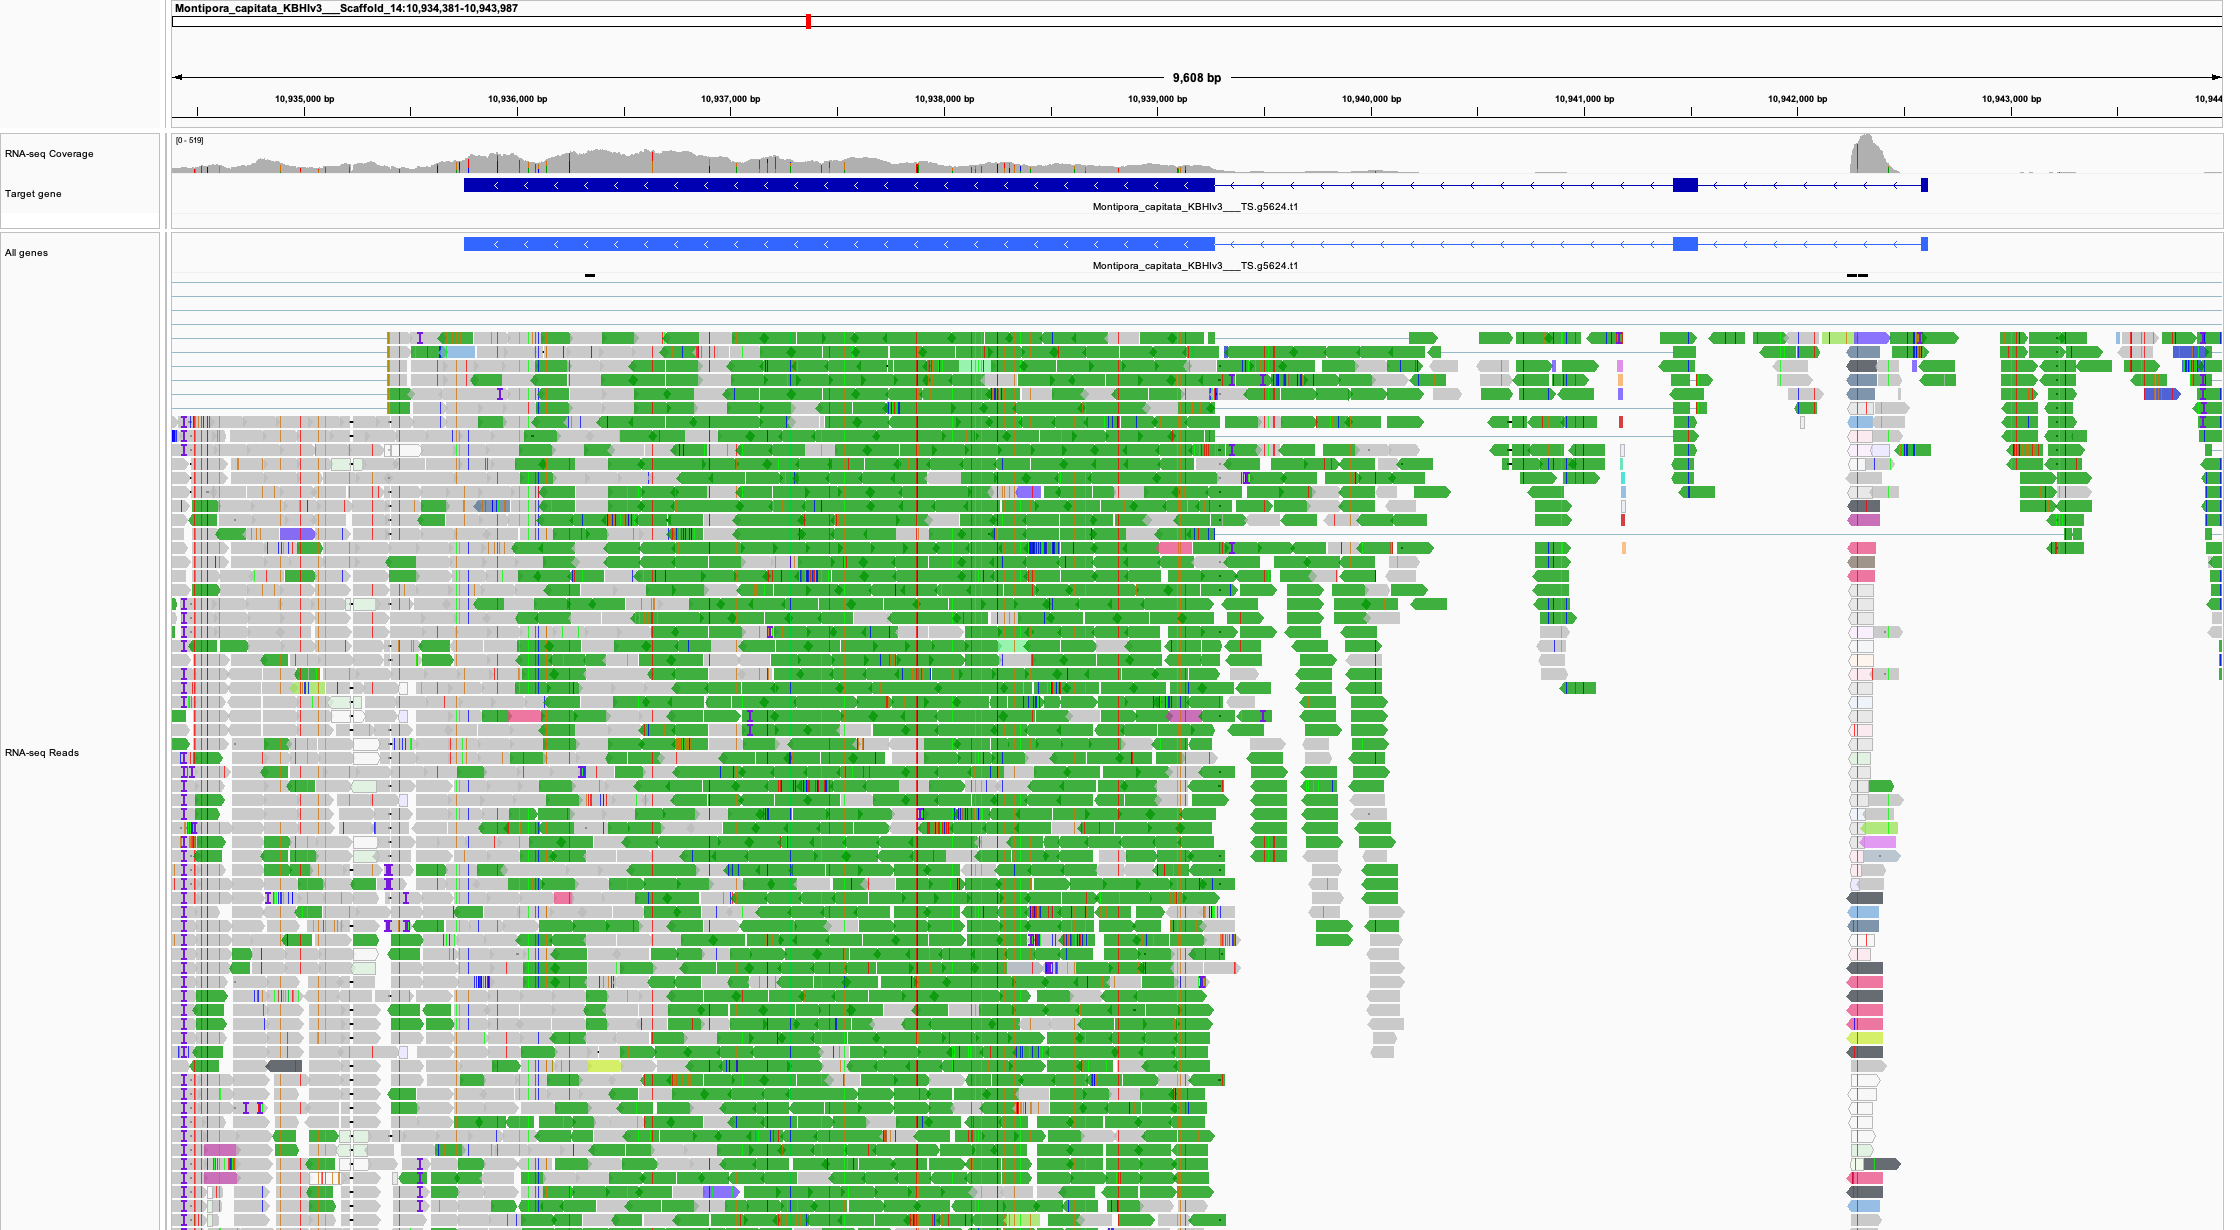 Montipora_capitata_KBHIv3___Scaffold_14:10,934,381-10,943,987
9,608 bp
10,935,000 bp 10,936,000 bp 10,937,000 bp 10,938,000 bp 10,939,000 bp 10,940,000 bp 10,941,000 bp 10,942,000 bp 10,943,000 bp 10,944
[0 - 519]
RNA-seq Coverage
Target gene
Montipora_capitata_KBHIv3___TS.g5624.t1
All genes
Montipora_capitata_KBHIv3___TS.g5624.t1
RNA-seq Reads